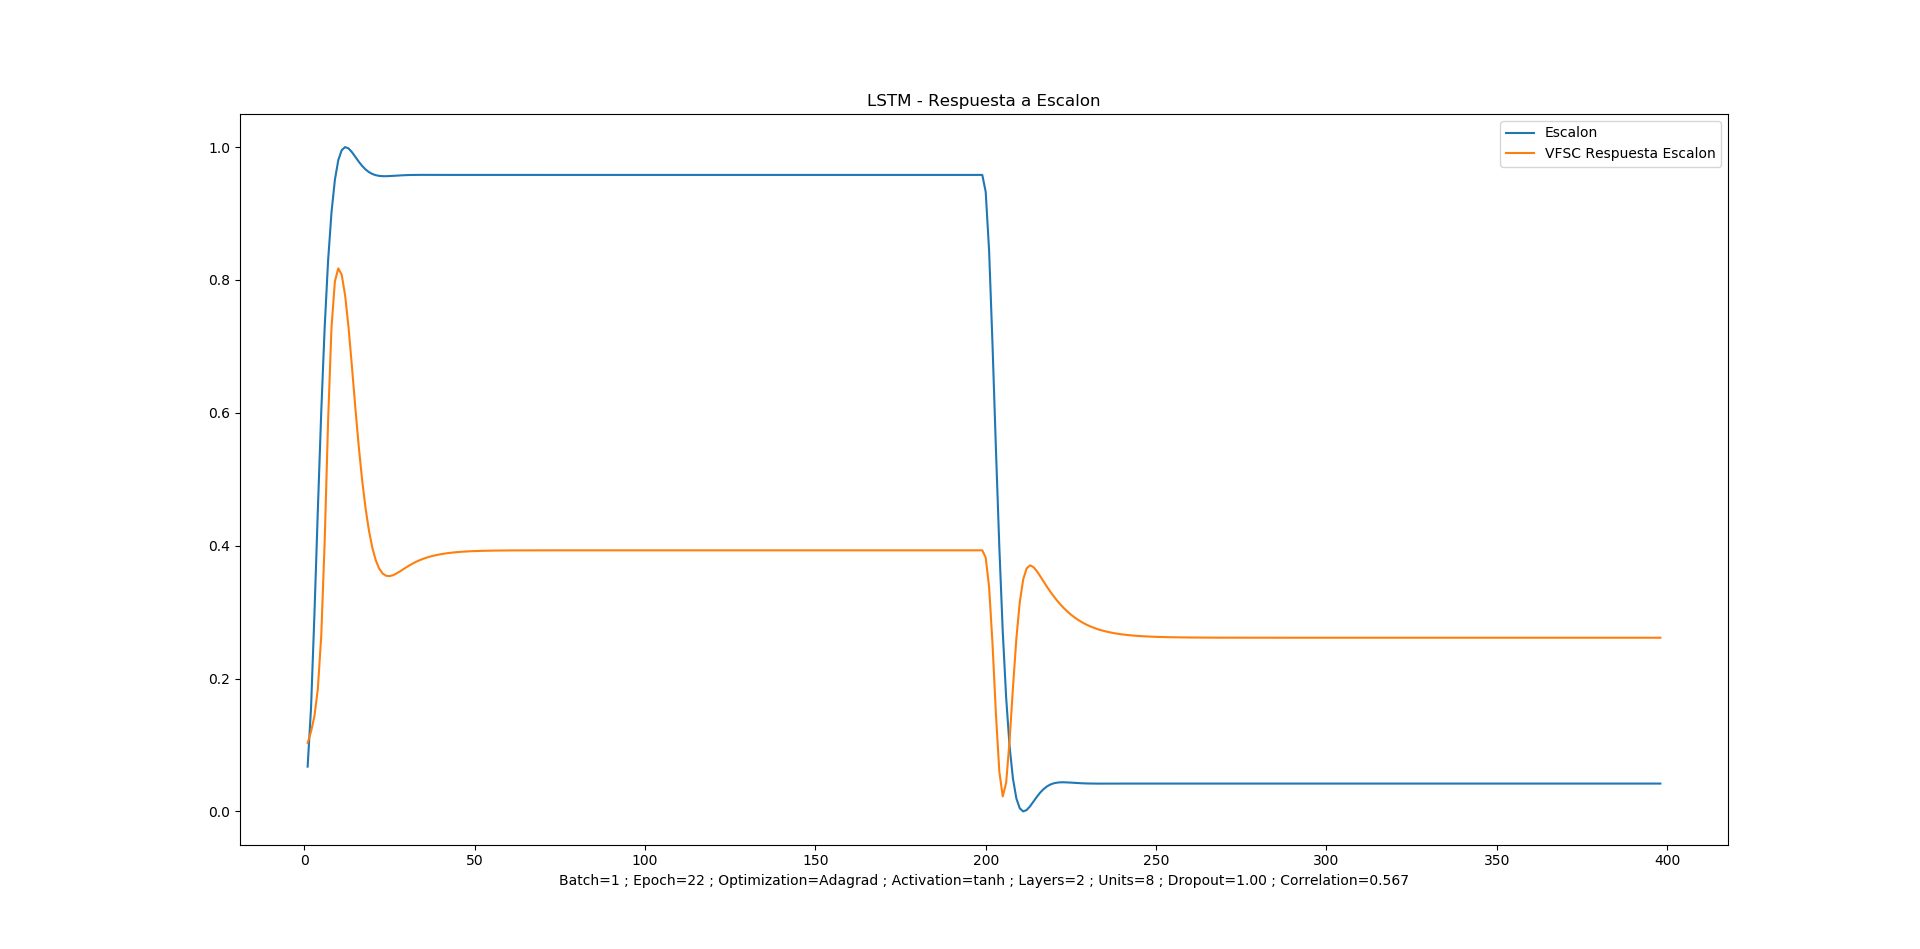 LSTM - Respuesta a Escalon
Escalon
VFSC Respuesta Escalon
1.0
0.8
0.6
0.4
0.2
0.0
0 50 100 150 200 250 300 350 400
Batch=1 ; Epoch=22 ; Optimization=Adagrad ; Activation=tanh ; Layers=2 ; Units=8 ; Dropout=1.00 ; Correlation=0.567